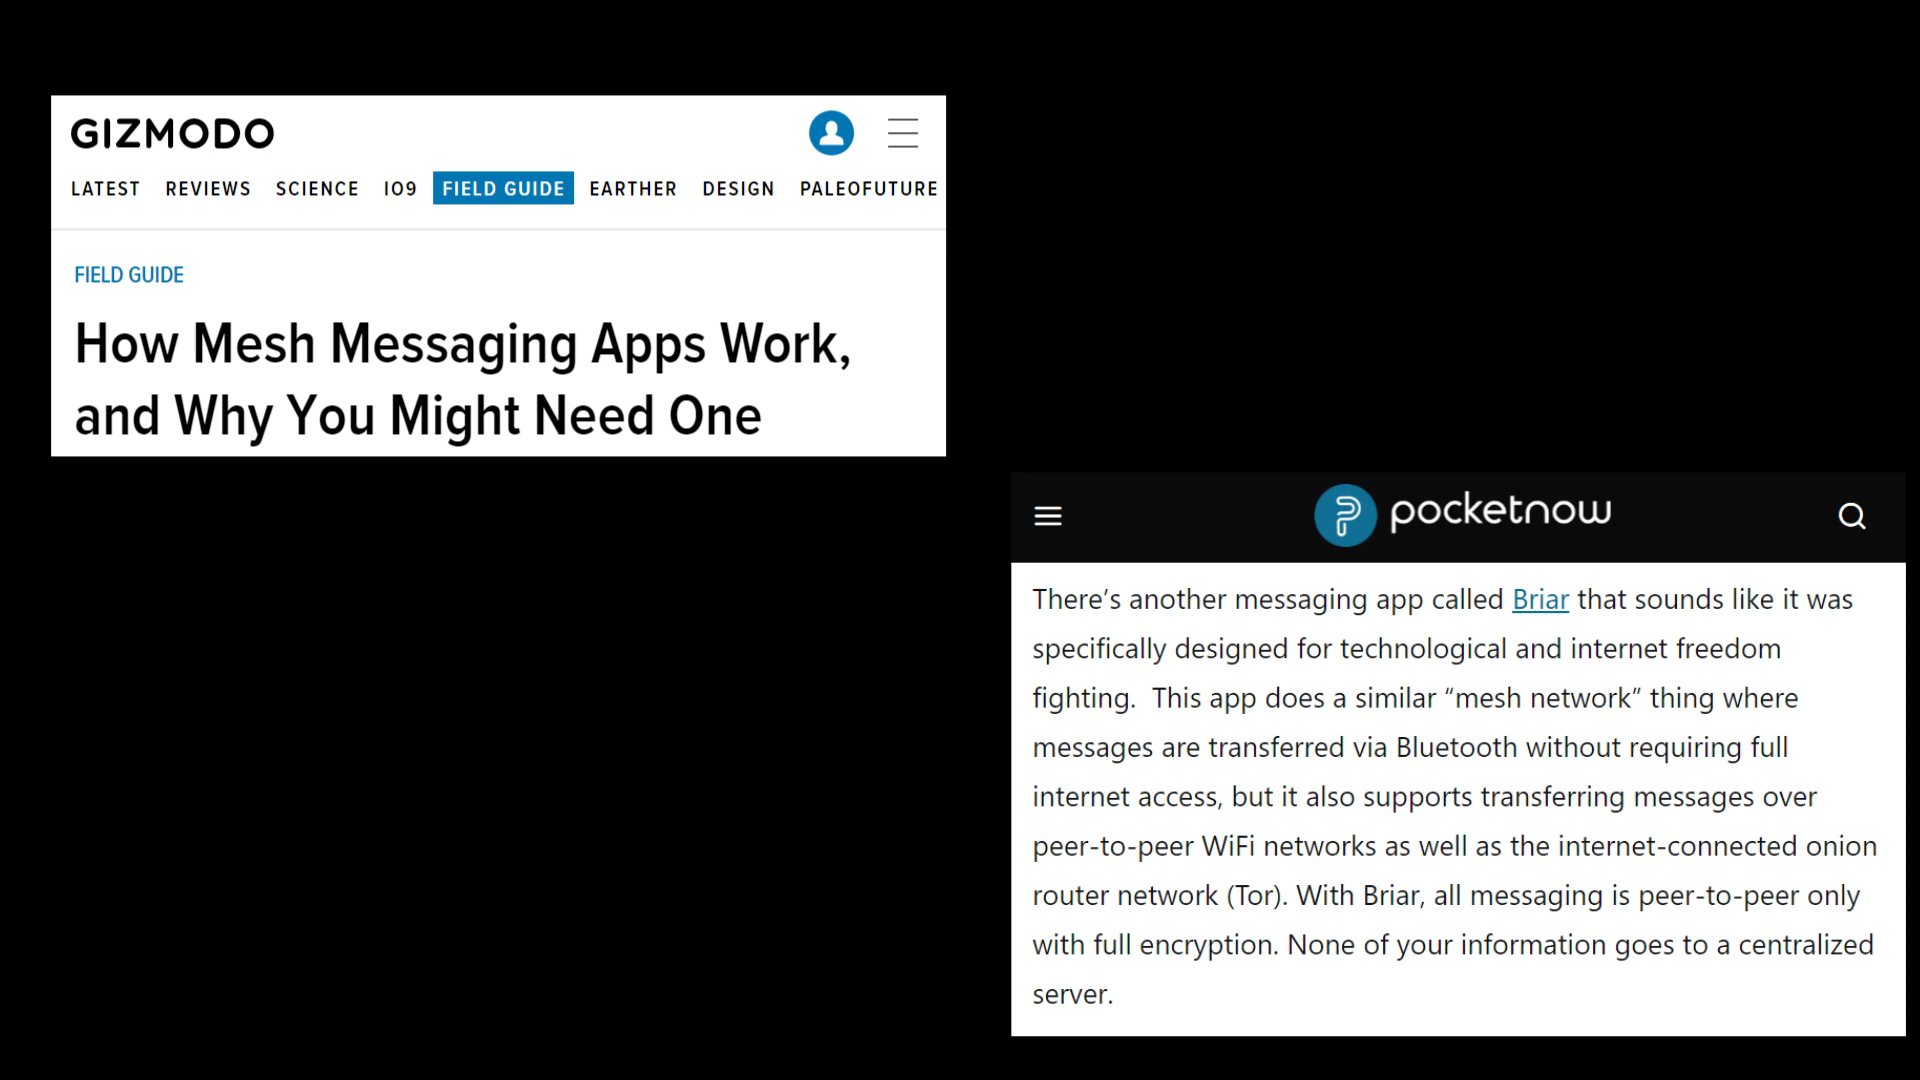 GIZMODO
LATEST REVIEWS SCIENCE IO9 FIELD GUIDE EARTHER DESIGN PALEOFUTURE
FIELD GUIDE
How Mesh Messaging Apps Work,
and Why You Might Need One
pocketnow
There’s another messaging app called Briar that sounds like it was
specifically designed for technological and internet freedom
fighting.  This app does a similar “mesh network” thing where
messages are transferred via Bluetooth without requiring full
internet access, but it also supports transferring messages over
peer-to-peer WiFi networks as well as the internet-connected onion
router network (Tor). With Briar, all messaging is peer-to-peer only
with full encryption. None of your information goes to a centralized
server.